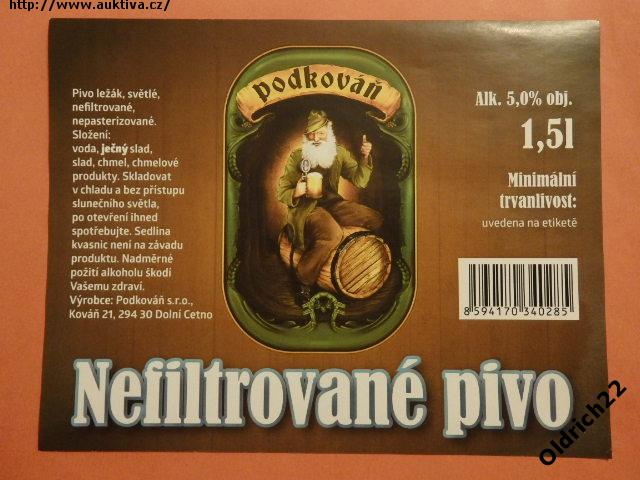 http://www.auktiva.cz/
podkováň
Pivo ležák, světlé,
nefiltrované,
nepasterizované.
Složení:
voda, ječný slad,
slad, chmel, chmelové
produkty. Skladovat
v chladu a bez přístupu
slunečního světla,
po otevření ihned
spotřebujte. Sedlina
kvasnic není na závadu
produktu. Nadměrné
požití alkoholu škodí
Vašemu zdraví.
Výrobce: Podkováň s.r.o.,
Kováň 21, 294 30 Dolní Cetno
Alk. 5,0% obj.
1,5l
Minimální
trvanlivost:
uvedena na etiketě
8 594170 340285
Nefiltrované pivo
Oldrich22